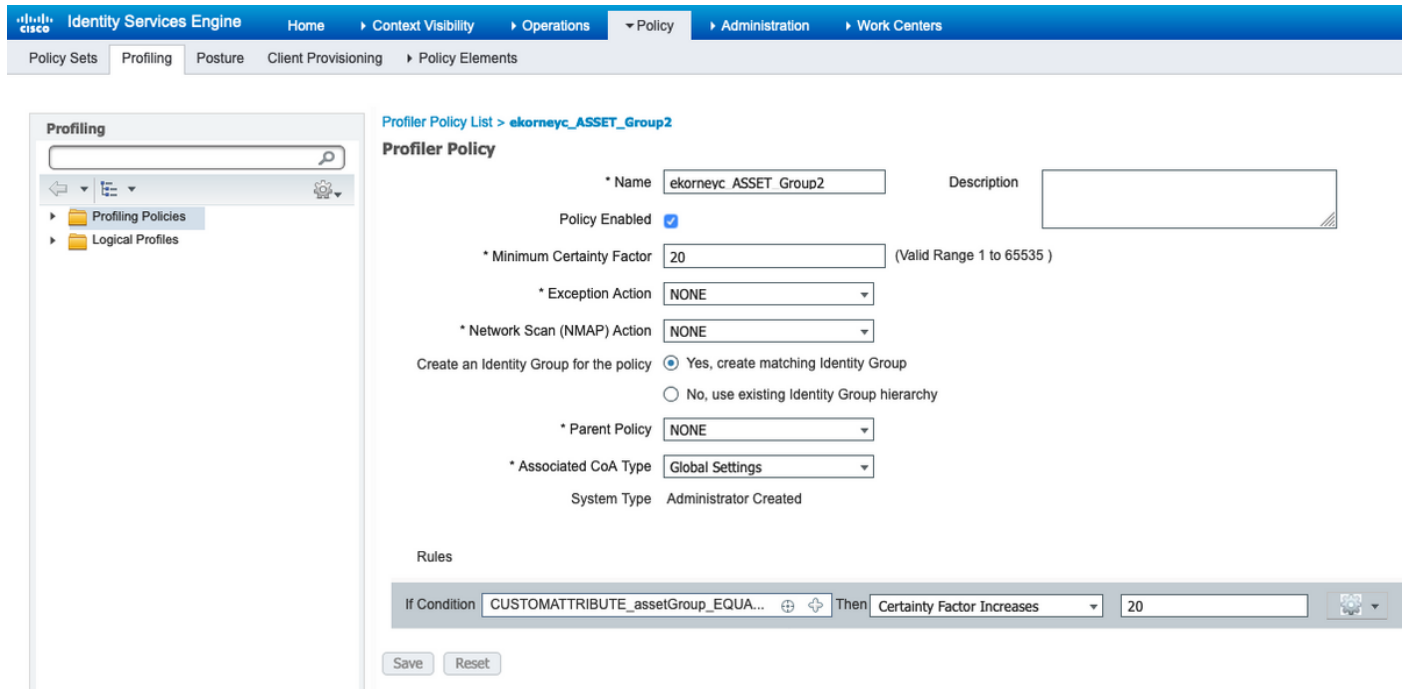 cisco Identity Services Engine Home Context Visibility Operations Policy Administration Work Centers
Policy Sets Profiling Posture Client Provisioning Policy Elements
Profiling
Profiling Policies
Logical Profiles
Profiler Policy List > ekorneyc_ASSET_Group2
Profiler Policy
* Name ekorneyc_ASSET_Group2 Description
Policy Enabled
* Minimum Certainty Factor 20 (Valid Range 1 to 65535 )
* Exception Action NONE
* Network Scan (NMAP) Action NONE
Create an Identity Group for the policy Yes, create matching Identity Group
No, use existing Identity Group hierarchy
* Parent Policy NONE
* Associated CoA Type Global Settings
System Type Administrator Created
Rules
If Condition CUSTOMATTRIBUTE_assetGroup_EQUA... Then Certainty Factor Increases 20
Save Reset